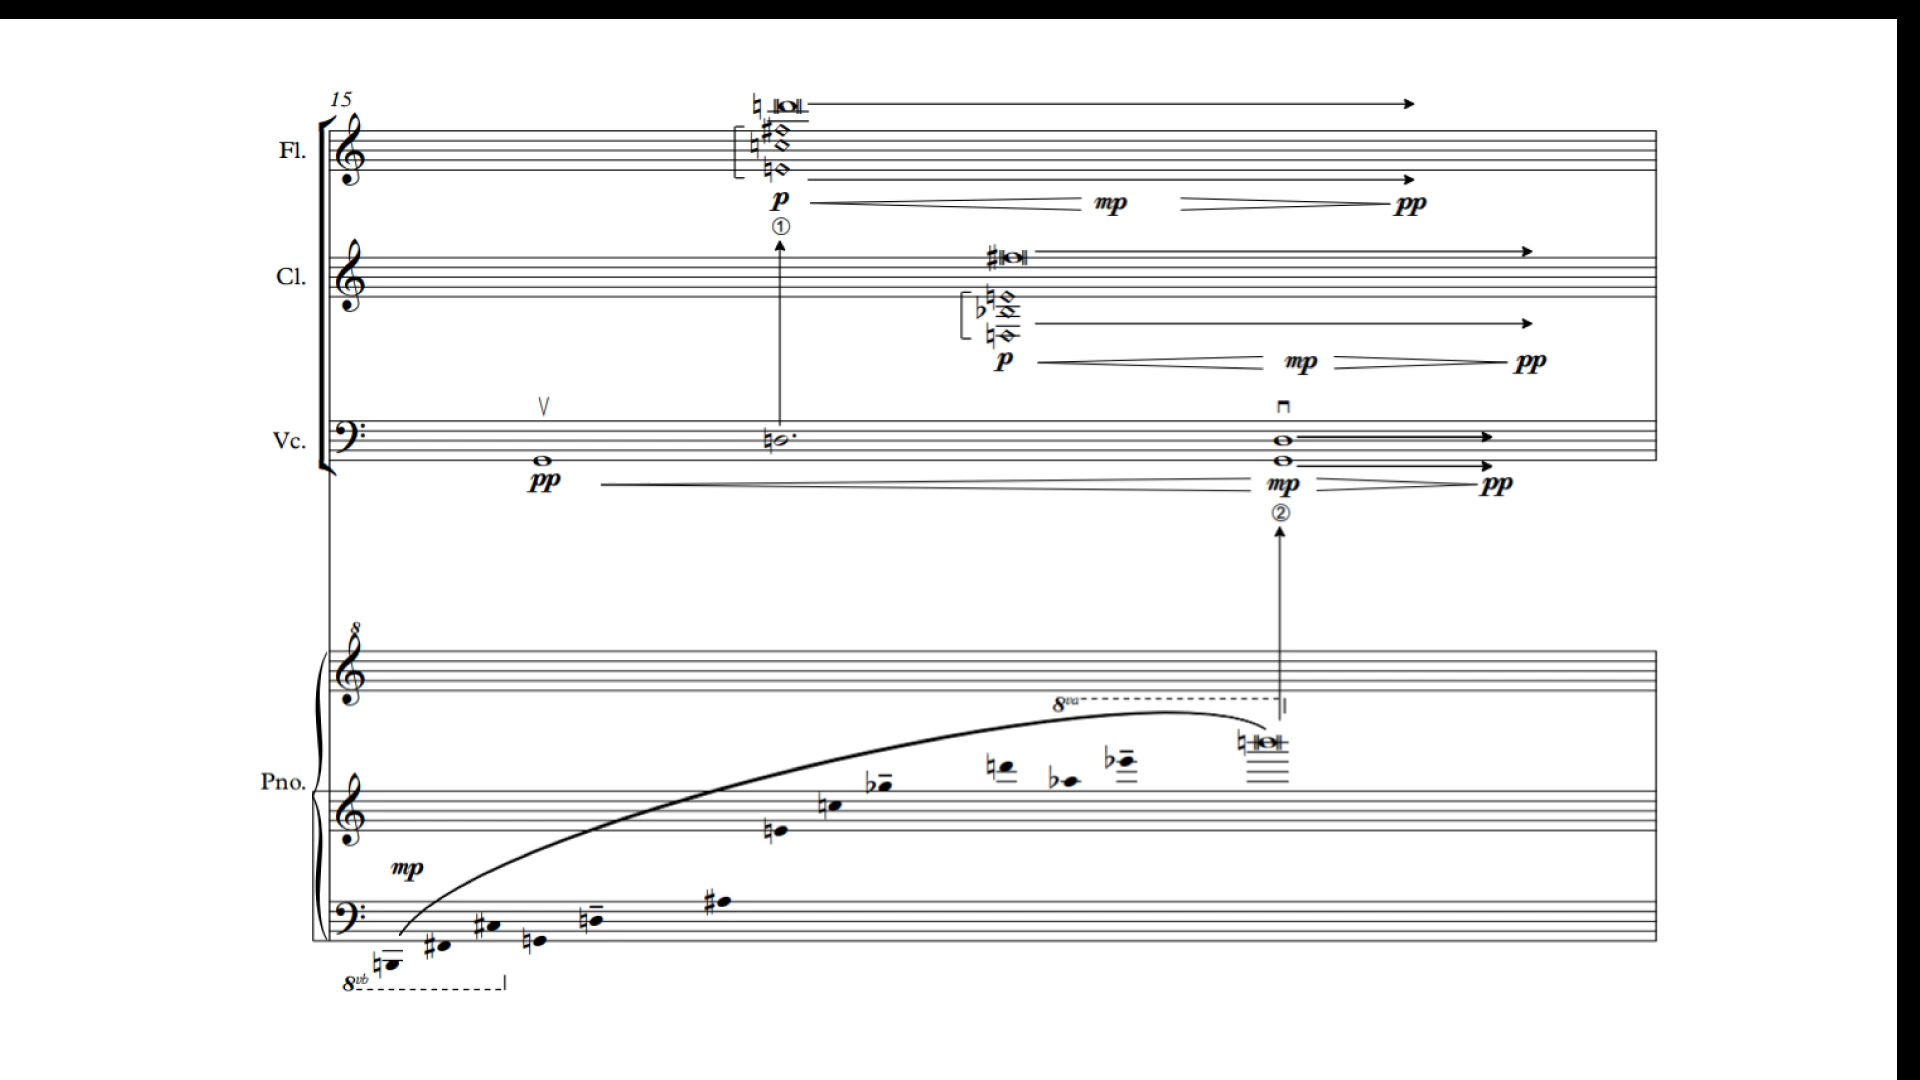 15
Fl.
p mp pp
①
Cl.
p mp pp
Vc.
pp mp pp
②
8
8va
Pno.
mp
8vb